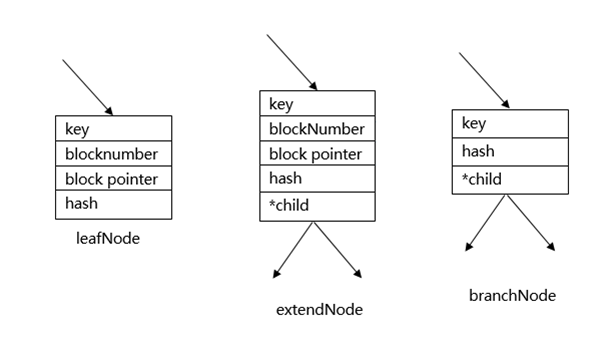 key
blocknumber
block pointer
hash
leafNode
key
blockNumber
block pointer
hash
*child
extendNode
key
hash
*child
branchNode